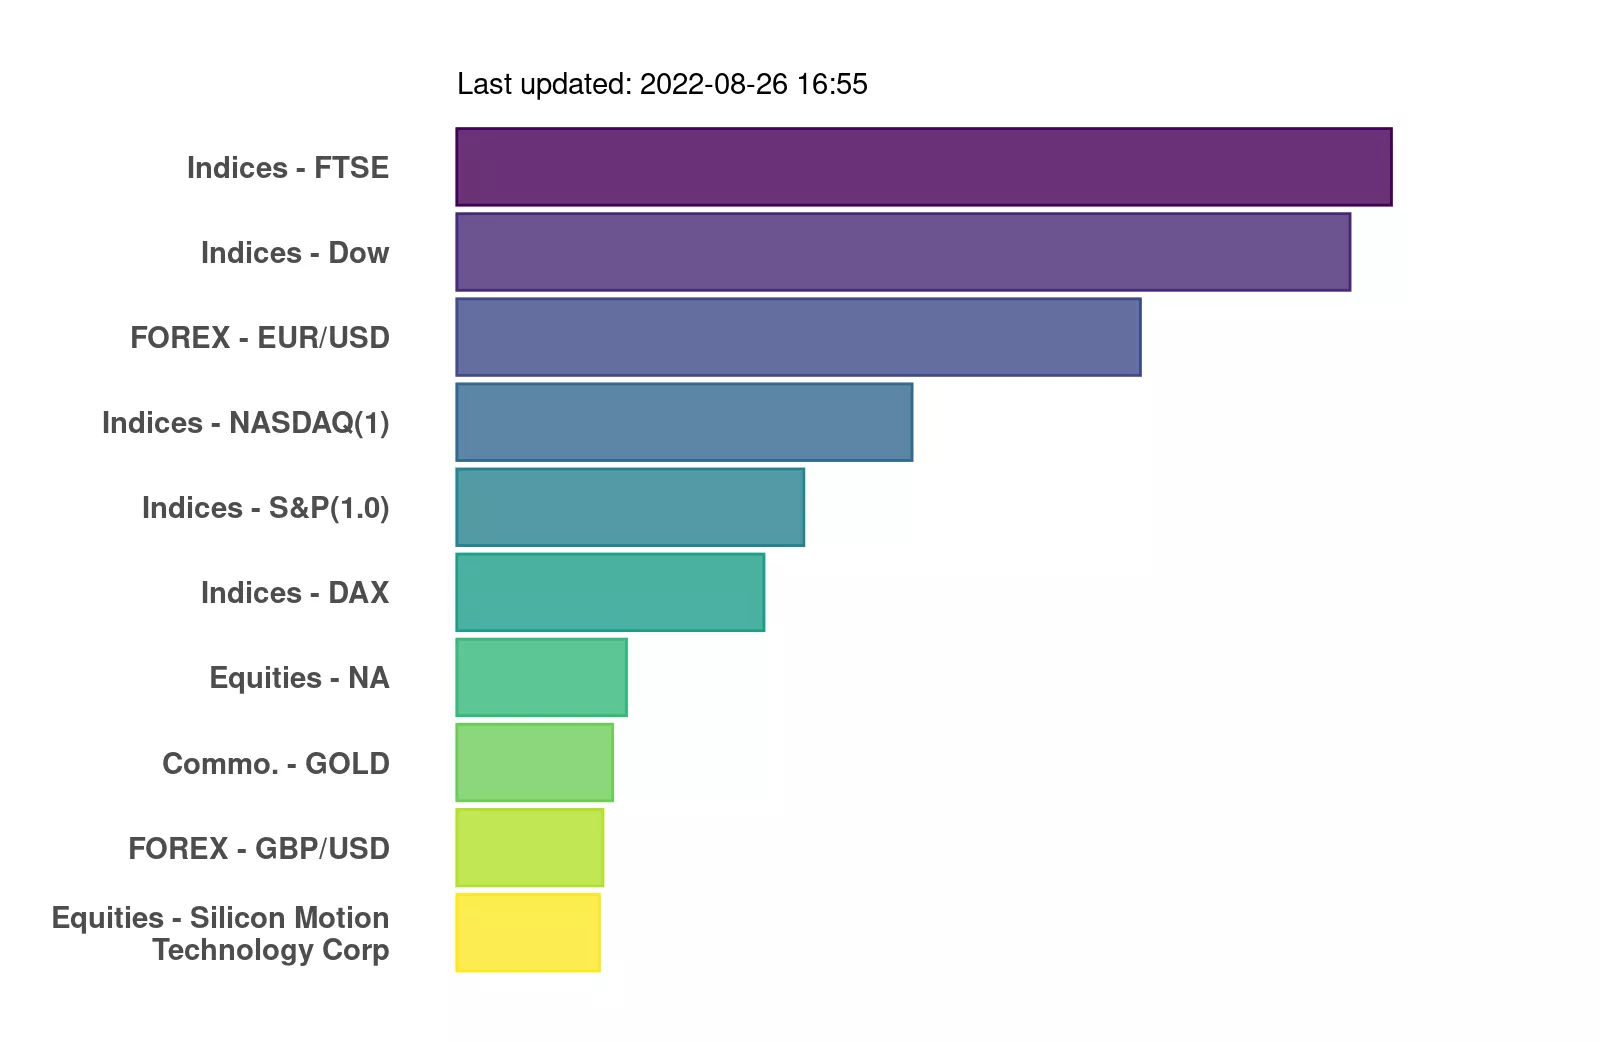 Last updated: 2022-08-26 16:55
Indices - FTSE
Indices - Dow
FOREX - EUR/USD
Indices - NASDAQ(1)
Indices - S&P(1.0)
Indices - DAX
Equities - NA
Commo. - GOLD
FOREX - GBP/USD
Equities - Silicon Motion
Technology Corp